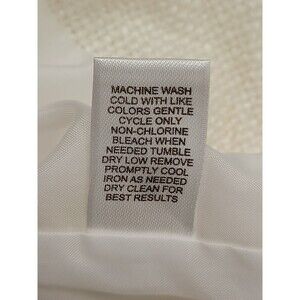 MACHINE WASH
COLD WITH LIKE
COLORS GENTLE
CYCLE ONLY
NON-CHLORINE
BLEACH WHEN
NEEDED TUMBLE
DRY LOW REMOVE
PROMPTLY COOL
IRON AS NEEDED
DRY CLEAN FOR
BEST RESULTS